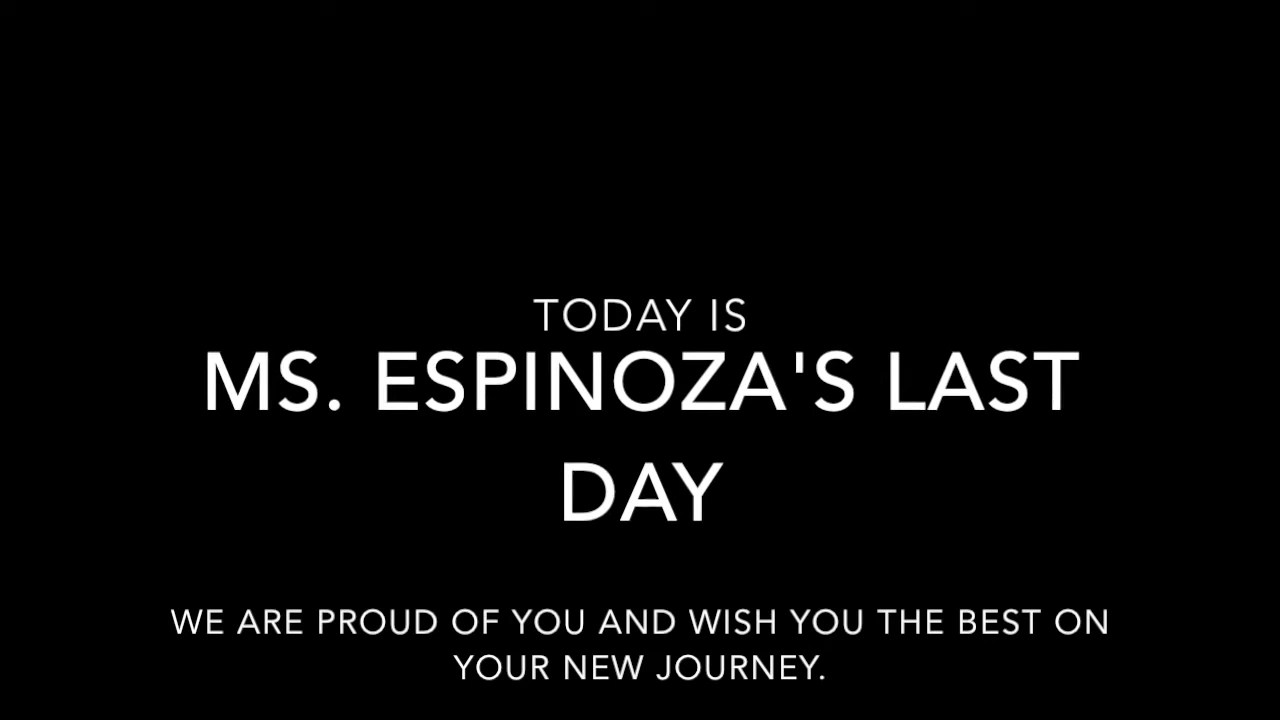 TODAY IS
MS. ESPINOZA'S LAST
DAY
WE ARE PROUD OF YOU AND WISH YOU THE BEST ON
YOUR NEW JOURNEY.